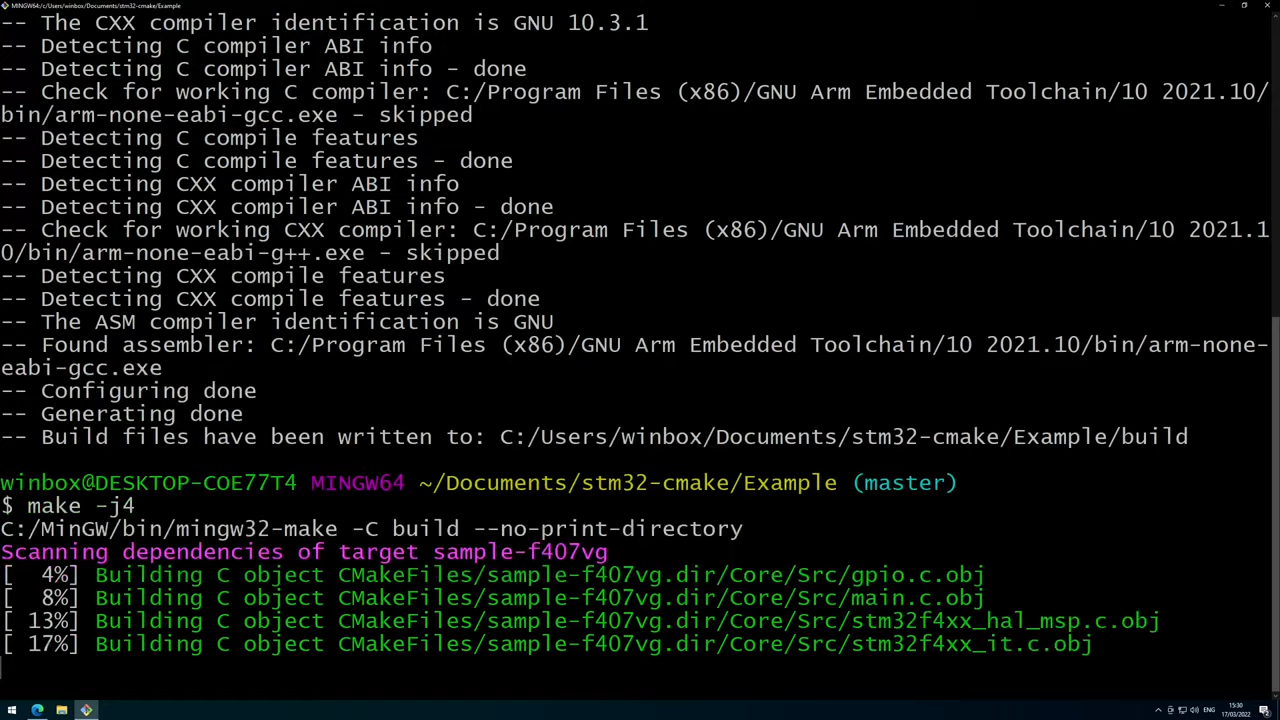 MINGW64:/c/Users/winbox/Documents/stm32-cmake/Example
-- The CXX compiler identification is GNU 10.3.1
-- Detecting C compiler ABI info
-- Detecting C compiler ABI info - done
-- Check for working C compiler: C:/Program Files (x86)/GNU Arm Embedded Toolchain/10 2021.10/
bin/arm-none-eabi-gcc.exe - skipped
-- Detecting C compile features
-- Detecting C compile features - done
-- Detecting CXX compiler ABI info
-- Detecting CXX compiler ABI info - done
-- Check for working CXX compiler: C:/Program Files (x86)/GNU Arm Embedded Toolchain/10 2021.1
0/bin/arm-none-eabi-g++.exe - skipped
-- Detecting CXX compile features
-- Detecting CXX compile features - done
-- The ASM compiler identification is GNU
-- Found assembler: C:/Program Files (x86)/GNU Arm Embedded Toolchain/10 2021.10/bin/arm-none-
eabi-gcc.exe
-- Configuring done
-- Generating done
-- Build files have been written to: C:/Users/winbox/Documents/stm32-cmake/Example/build
winbox@DESKTOP-COE77T4 MINGW64 ~/Documents/stm32-cmake/Example (master)
$ make -j4
C:/MinGW/bin/mingw32-make -C build --no-print-directory
Scanning dependencies of target sample-f407vg
[  4%] Building C object CMakeFiles/sample-f407vg.dir/Core/Src/gpio.c.obj
[  8%] Building C object CMakeFiles/sample-f407vg.dir/Core/Src/main.c.obj
[ 13%] Building C object CMakeFiles/sample-f407vg.dir/Core/Src/stm32f4xx_hal_msp.c.obj
[ 17%] Building C object CMakeFiles/sample-f407vg.dir/Core/Src/stm32f4xx_it.c.obj
ENG
15:30
17/03/2022